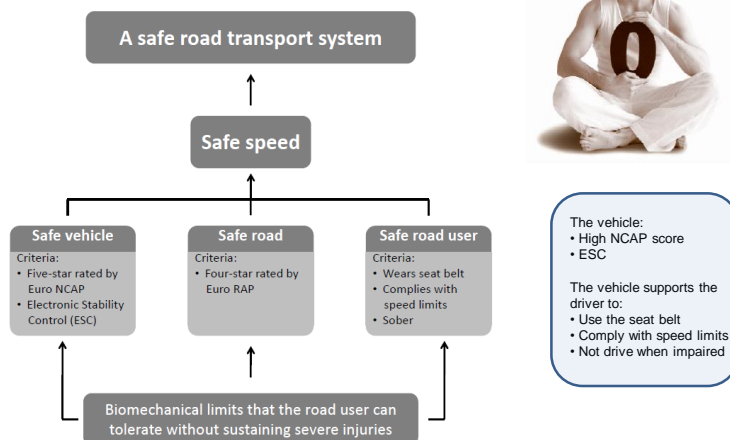 A safe road transport system
0
Safe speed
Safe vehicle
Criteria:
• Five-star rated by
Euro NCAP
• Electronic Stability
Control (ESC)
Safe road
Criteria:
• Four-star rated by
Euro RAP
Safe road user
Criteria:
• Wears seat belt
• Complies with
speed limits
• Sober
Biomechanical limits that the road user can
tolerate without sustaining severe injuries
The vehicle:
• High NCAP score
• ESC
The vehicle supports the
driver to:
• Use the seat belt
• Comply with speed limits
• Not drive when impaired